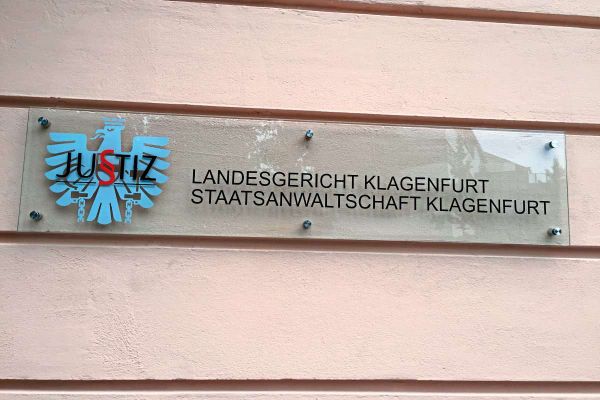 JUSTIZ
LANDESGERICHT KLAGENFURT
STAATSANWALTSCHAFT KLAGENFURT